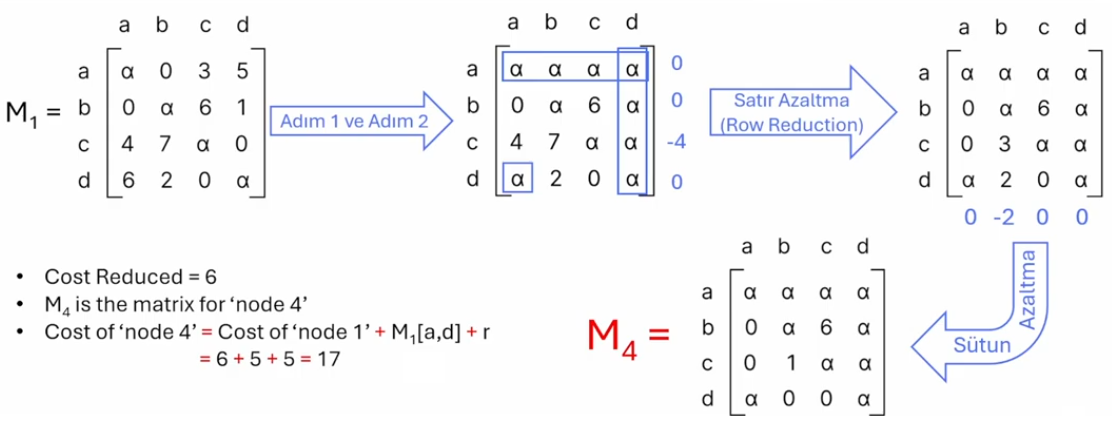 a b c d
a α 0 3 5
M₁ = b 0 α 6 1
c 4 7 α 0
d 6 2 0 α
Adım 1 ve Adım 2
a b c d
a α α α α 0
b 0 α 6 α 0
c 4 7 α α -4
d α 2 0 α 0
Satır Azaltma
(Row Reduction)
a b c d
a α α α α
b 0 α 6 α
c 0 3 α α
d α 2 0 α
0 -2 0 0
Sütun
Azaltma
a b c d
a α α α α
M₄ = b 0 α 6 α
c 0 1 α α
d α 0 0 α
• Cost Reduced = 6
• M₄ is the matrix for ‘node 4’
• Cost of ‘node 4’ = Cost of ‘node 1’ + M₁[a,d] + r
= 6 + 5 + 5 = 17